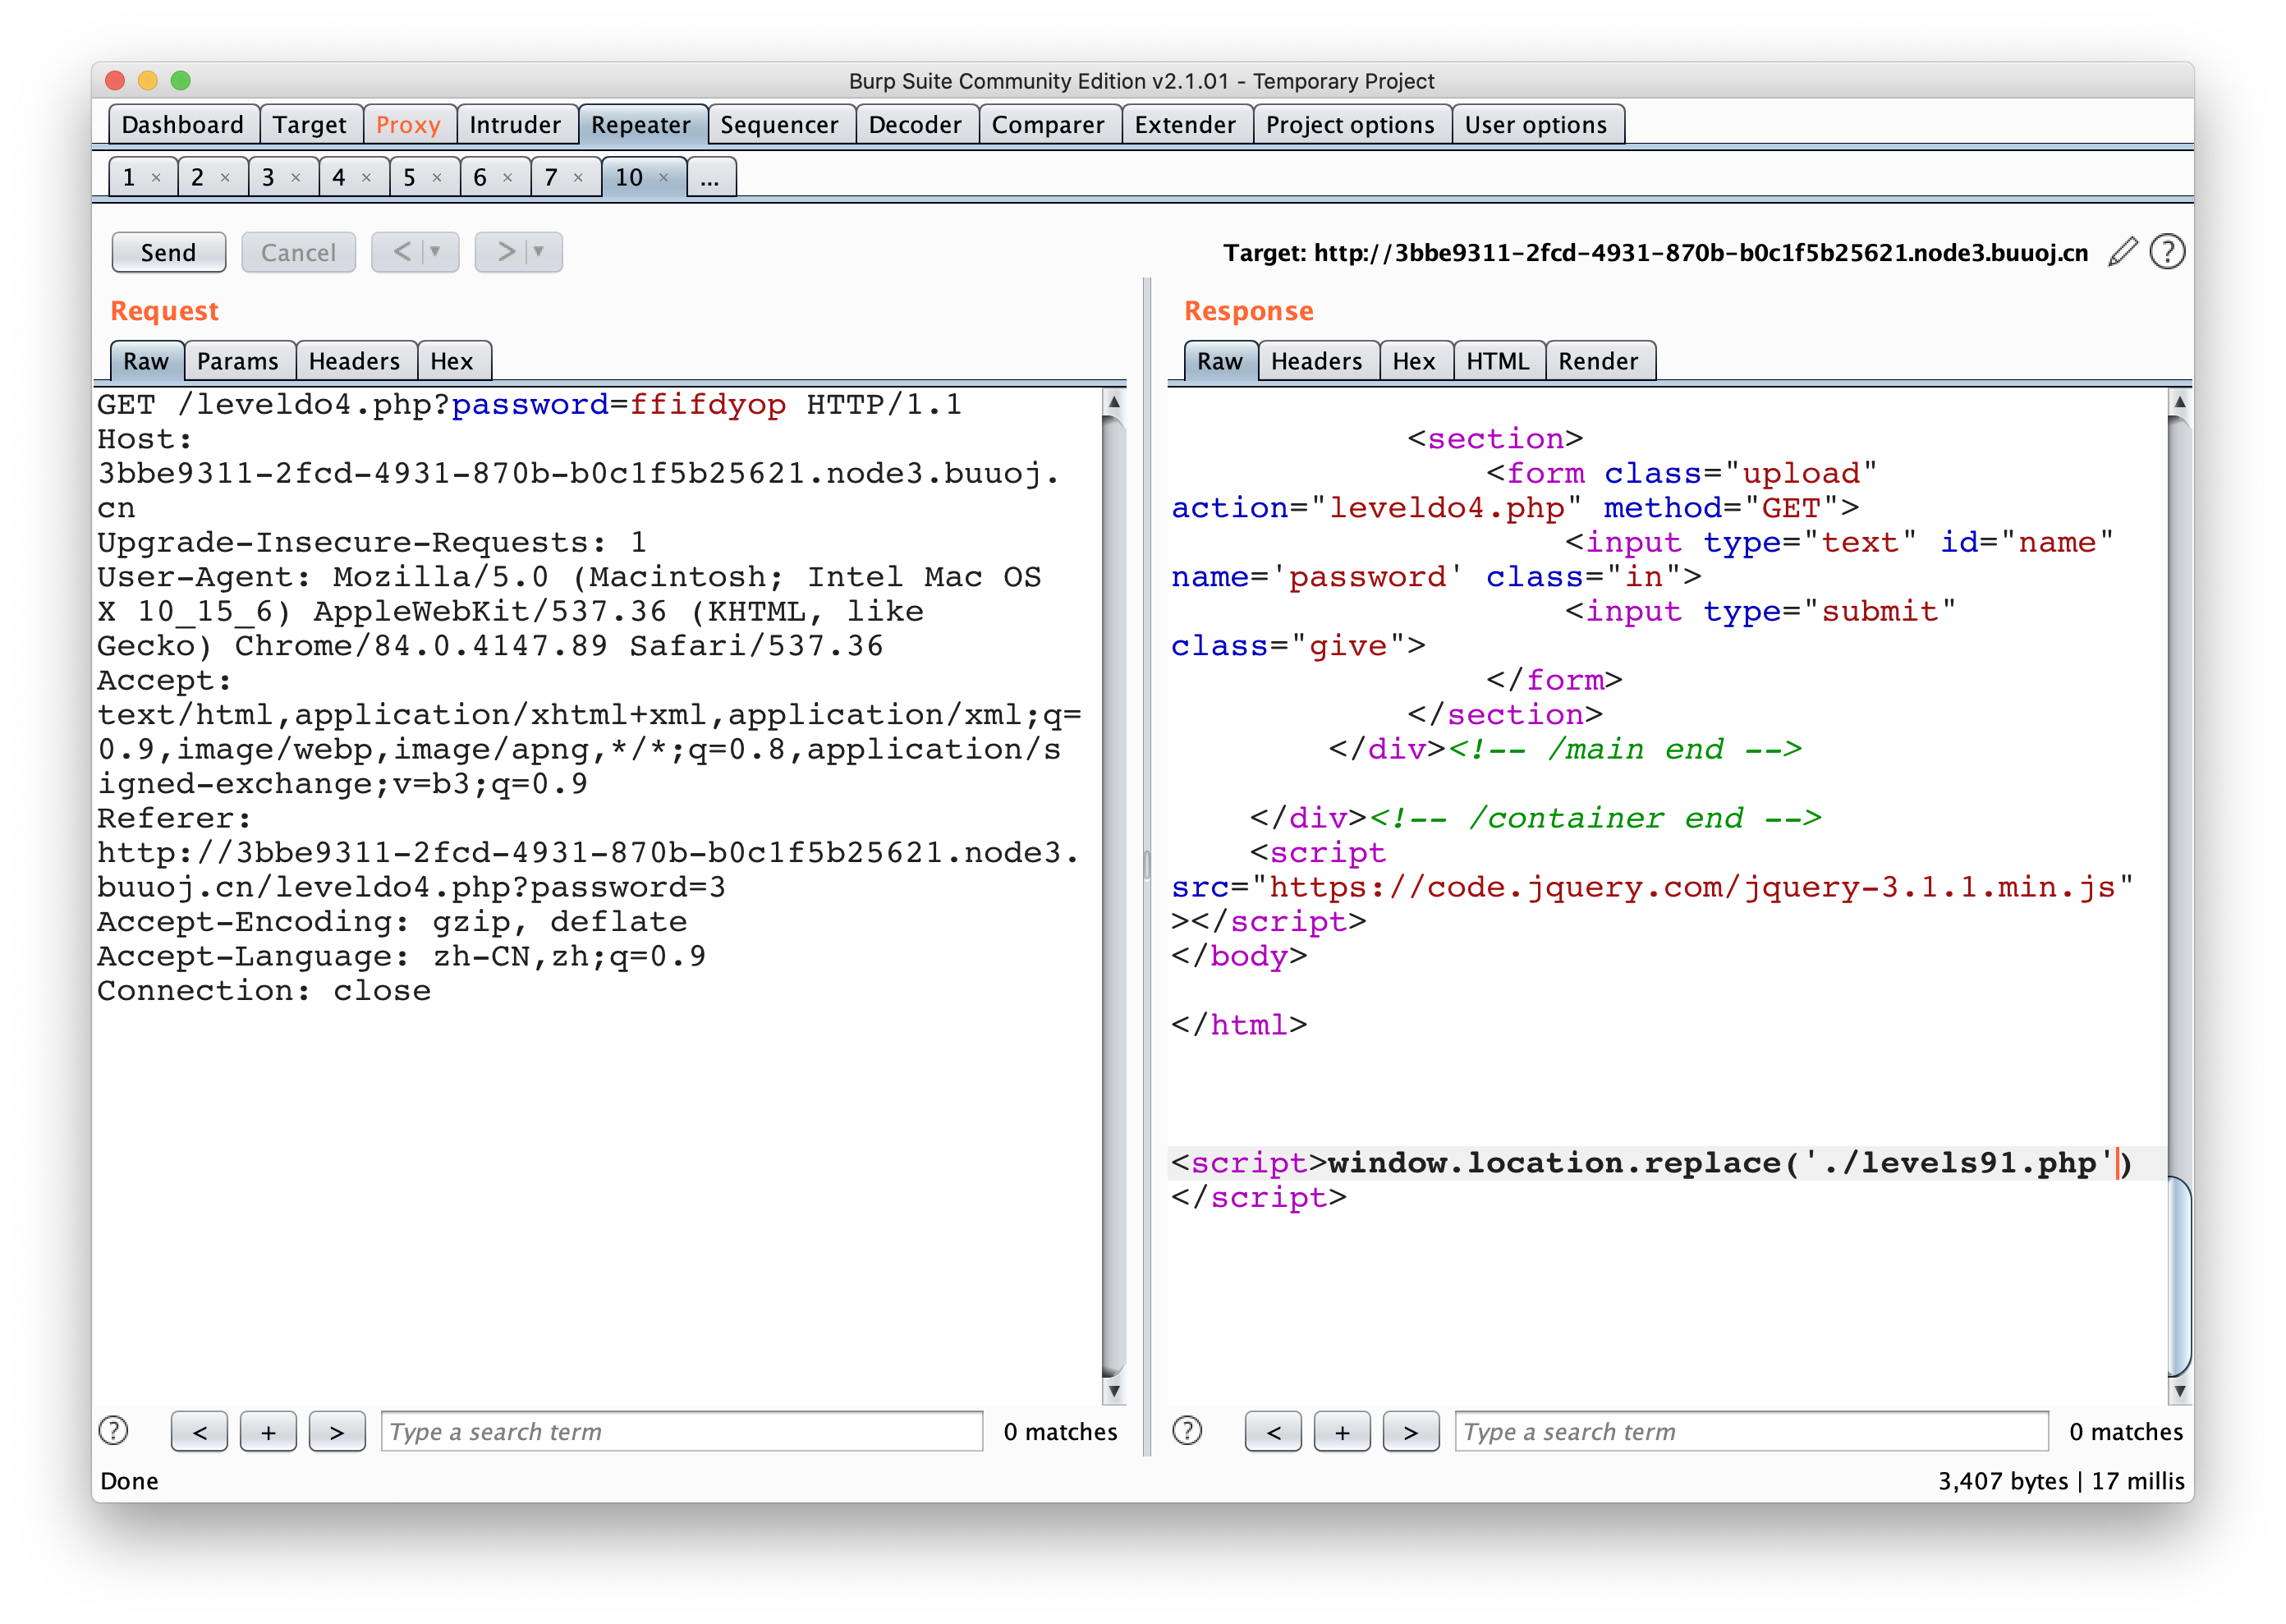 Burp Suite Community Edition v2.1.01 - Temporary Project
Dashboard Target Proxy Intruder Repeater Sequencer Decoder Comparer Extender Project options User options
1 × 2 × 3 × 4 × 5 × 6 × 7 × 10 × ...
Send Cancel < ▼ > ▼ Target: http://3bbe9311-2fcd-4931-870b-b0c1f5b25621.node3.buuoj.cn ?
Request
Raw Params Headers Hex
GET /leveldo4.php?password=ffifdyop HTTP/1.1
Host:
3bbe9311-2fcd-4931-870b-b0c1f5b25621.node3.buuoj.
cn
Upgrade-Insecure-Requests: 1
User-Agent: Mozilla/5.0 (Macintosh; Intel Mac OS
X 10_15_6) AppleWebKit/537.36 (KHTML, like
Gecko) Chrome/84.0.4147.89 Safari/537.36
Accept:
text/html,application/xhtml+xml,application/xml;q=
0.9,image/webp,image/apng,*/*;q=0.8,application/s
igned-exchange;v=b3;q=0.9
Referer:
http://3bbe9311-2fcd-4931-870b-b0c1f5b25621.node3.
buuoj.cn/leveldo4.php?password=3
Accept-Encoding: gzip, deflate
Accept-Language: zh-CN,zh;q=0.9
Connection: close
? < + > Type a search term 0 matches
Response
Raw Headers Hex HTML Render
<section>
<form class="upload"
action="leveldo4.php" method="GET">
<input type="text" id="name"
name='password' class="in">
<input type="submit"
class="give">
</form>
</section>
</div><!-- /main end -->
</div><!-- /container end -->
<script
src="https://code.jquery.com/jquery-3.1.1.min.js"
></script>
</body>
</html>
<script>window.location.replace('./levels91.php')
</script>
? < + > Type a search term 0 matches
Done 3,407 bytes | 17 millis